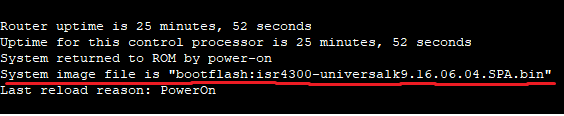 Router uptime is 25 minutes, 52 seconds
Uptime for this control processor is 25 minutes, 52 seconds
System returned to ROM by power-on
System image file is "bootflash:isr4300-universalk9.16.06.04.SPA.bin"
Last reload reason: PowerOn